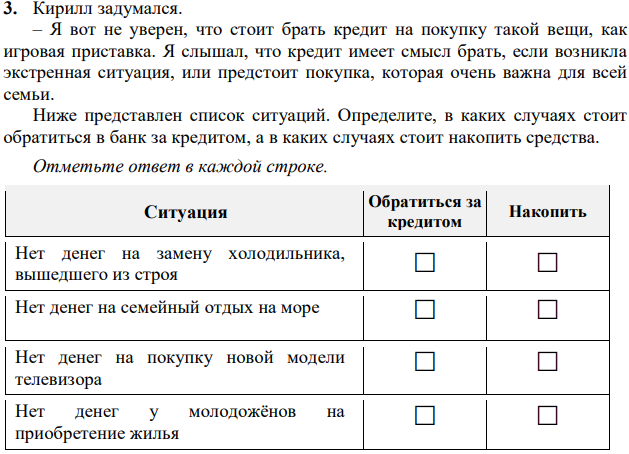 3. Кирилл задумался.
– Я вот не уверен, что стоит брать кредит на покупку такой вещи, как
игровая приставка. Я слышал, что кредит имеет смысл брать, если возникла
экстренная ситуация, или предстоит покупка, которая очень важна для всей
семьи.
Ниже представлен список ситуаций. Определите, в каких случаях стоит
обратиться в банк за кредитом, а в каких случаях стоит накопить средства.
Отметьте ответ в каждой строке.
Ситуация
Обратиться за
кредитом
Накопить
Нет денег на замену холодильника,
вышедшего из строя
Нет денег на семейный отдых на море
Нет денег на покупку новой модели
телевизора
Нет денег у молодожёнов на
приобретение жилья